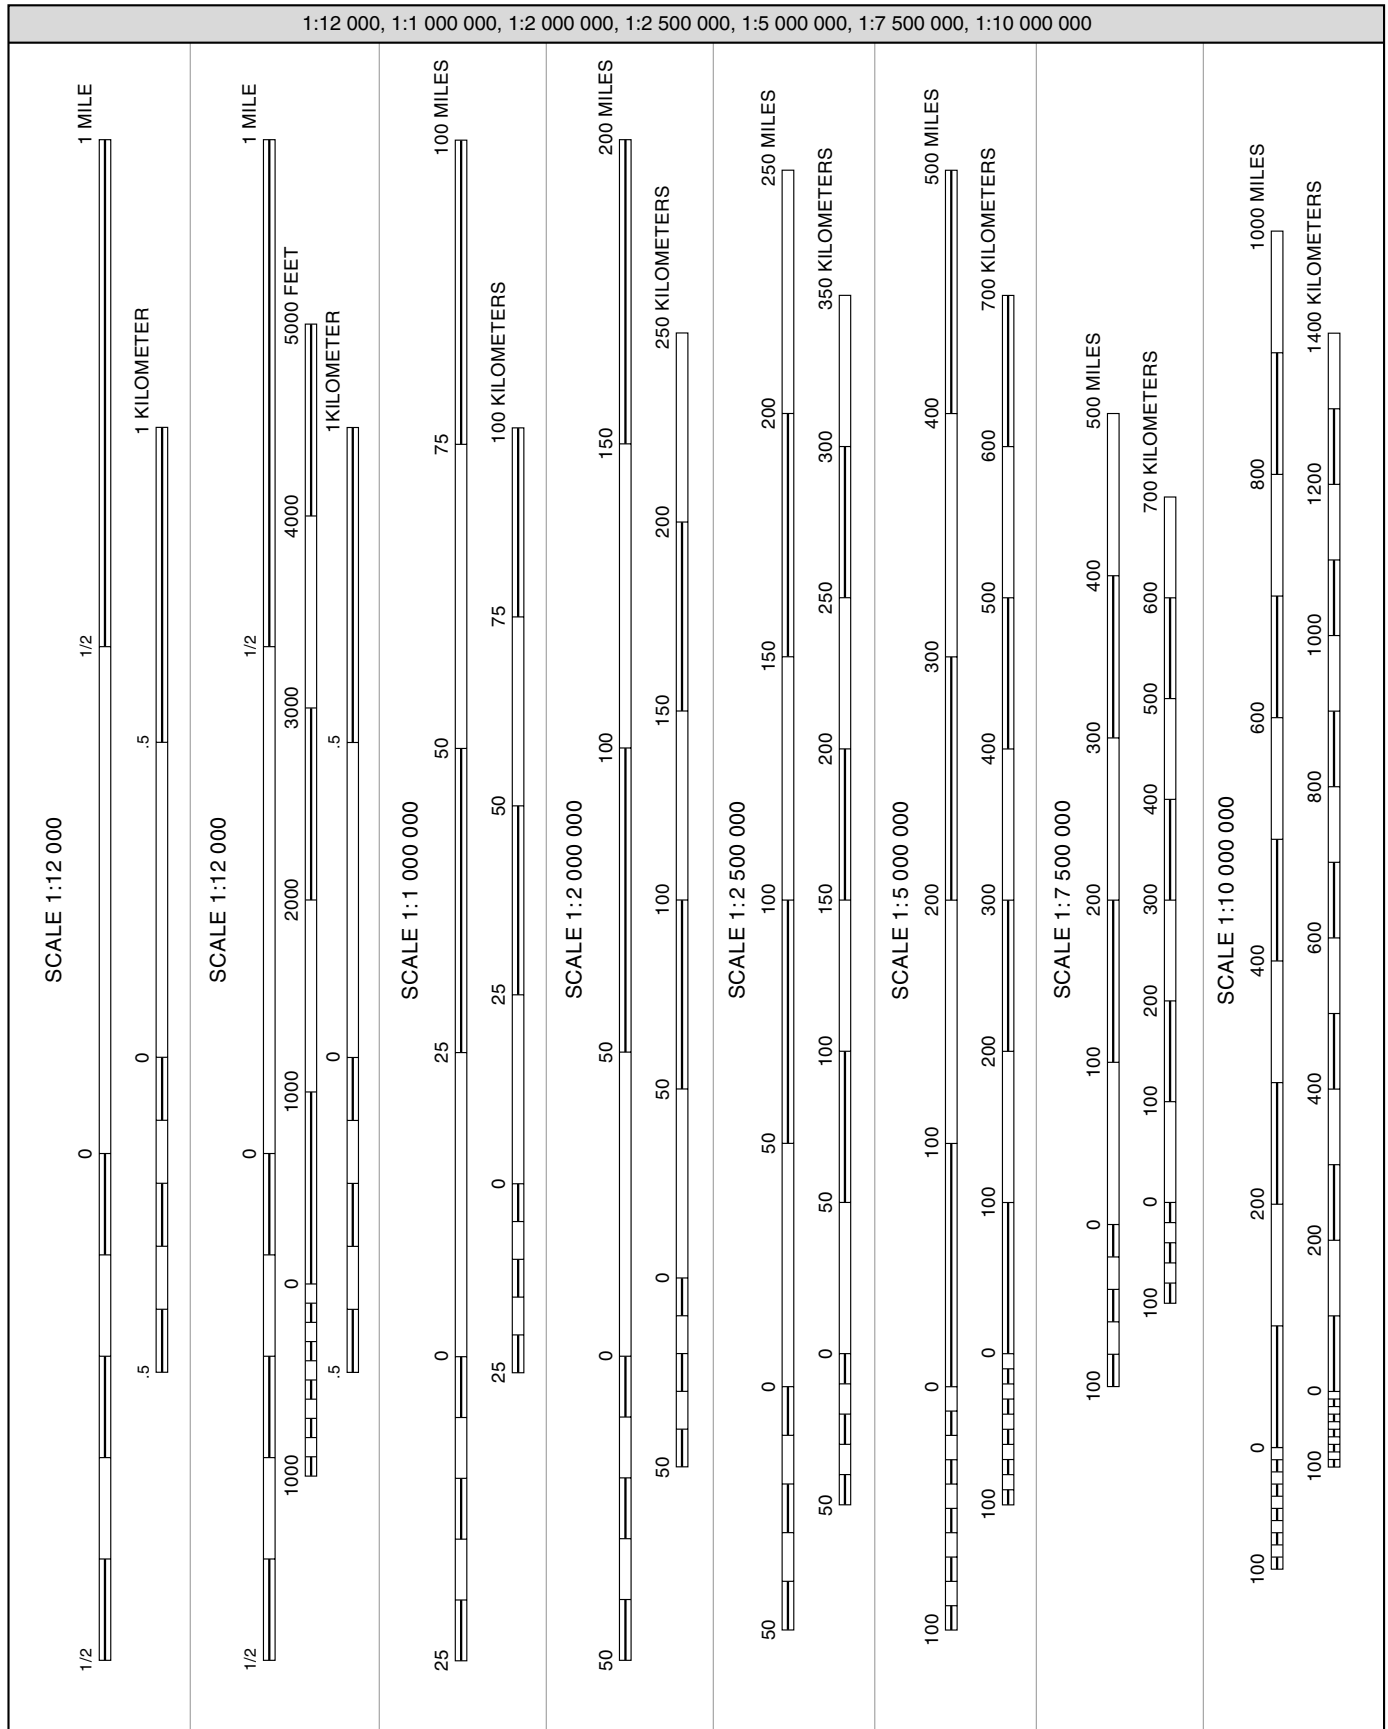 1:12 000, 1:1 000 000, 1:2 000 000, 1:2 500 000, 1:5 000 000, 1:7 500 000, 1:10 000 000
SCALE 1:12 000
1/2 0 1/2 1 MILE
.5 0 .5 1 KILOMETER
SCALE 1:12 000
1/2 0 1/2 1 MILE
1000 0 1000 2000 3000 4000 5000 FEET
.5 0 .5 1KILOMETER
SCALE 1:1 000 000
25 0 25 50 75 100 MILES
25 0 25 50 75 100 KILOMETERS
SCALE 1:2 000 000
50 0 50 100 150 200 MILES
50 0 50 100 150 200 250 KILOMETERS
SCALE 1:2 500 000
50 0 50 100 150 200 250 MILES
50 0 50 100 150 200 250 300 350 KILOMETERS
SCALE 1:5 000 000
100 0 100 200 300 400 500 MILES
100 0 100 200 300 400 500 600 700 KILOMETERS
SCALE 1:7 500 000
100 0 100 200 300 400 500 MILES
100 0 100 200 300 400 500 600 700 KILOMETERS
SCALE 1:10 000 000
100 0 200 400 600 800 1000 MILES
100 0 200 400 600 800 1000 1200 1400 KILOMETERS